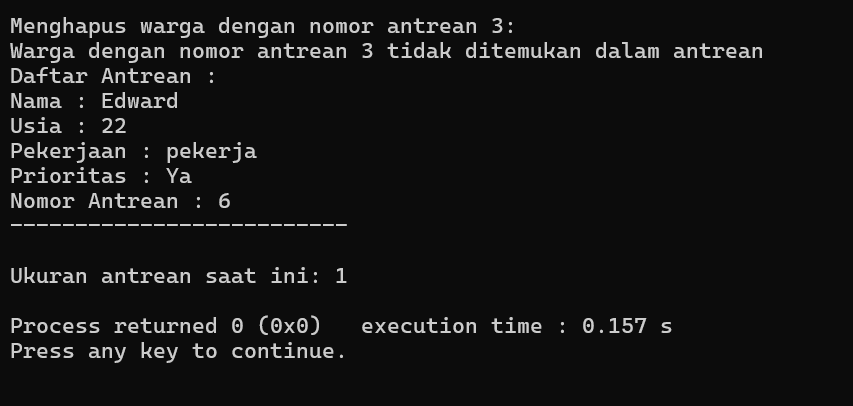 Menghapus warga dengan nomor antrean 3:
Warga dengan nomor antrean 3 tidak ditemukan dalam antrean
Daftar Antrean :
Nama : Edward
Usia : 22
Pekerjaan : pekerja
Prioritas : Ya
Nomor Antrean : 6
--------------------------
Ukuran antrean saat ini: 1
Process returned 0 (0x0)   execution time : 0.157 s
Press any key to continue.